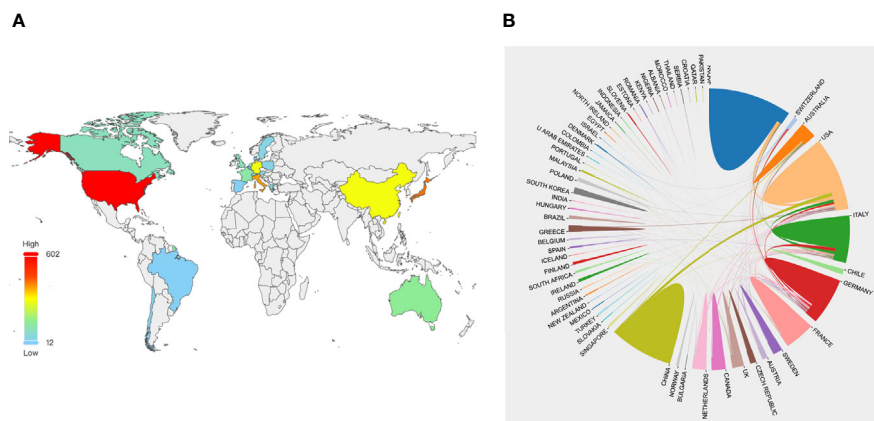 A
High
602
12
Low
B
SWITZERLAND
AUSTRALIA
USA
ITALY
CHILE
GERMANY
FRANCE
SWEDEN
AUSTRIA
CZECH REPUBLIC
UK
CANADA
NETHERLANDS
BULGARIA
NORWAY
CHINA
SINGAPORE
SLOVAKIA
TURKEY
MEXICO
NEW ZEALAND
ARGENTINA
RUSSIA
IRELAND
SOUTH AFRICA
FINLAND
ICELAND
SPAIN
BELGIUM
GREECE
BRAZIL
HUNGARY
INDIA
SOUTH KOREA
POLAND
MALAYSIA
PORTUGAL
U ARAB EMIRATES
COLOMBIA
DENMARK
ISRAEL
EGYPT
NORTH IRELAND
JAMAICA
INDONESIA
SLOVENIA
ESTONIA
ROMANIA
KENYA
NIGERIA
ALBANIA
MOROCCO
THAILAND
SERBIA
CROATIA
QATAR
PAKISTAN